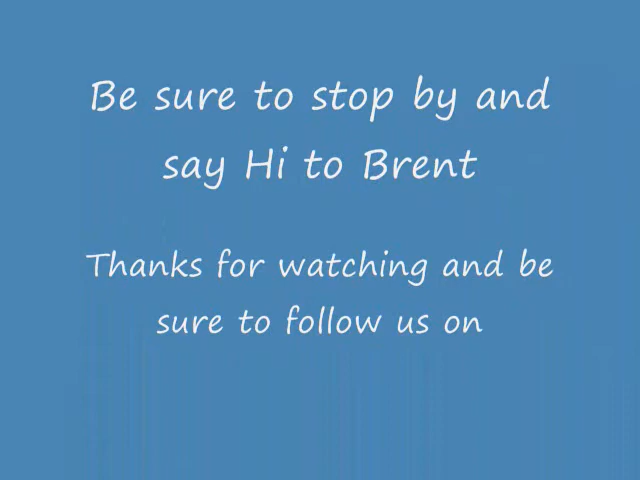 Be sure to stop by and
say Hi to Brent
Thanks for watching and be
sure to follow us on